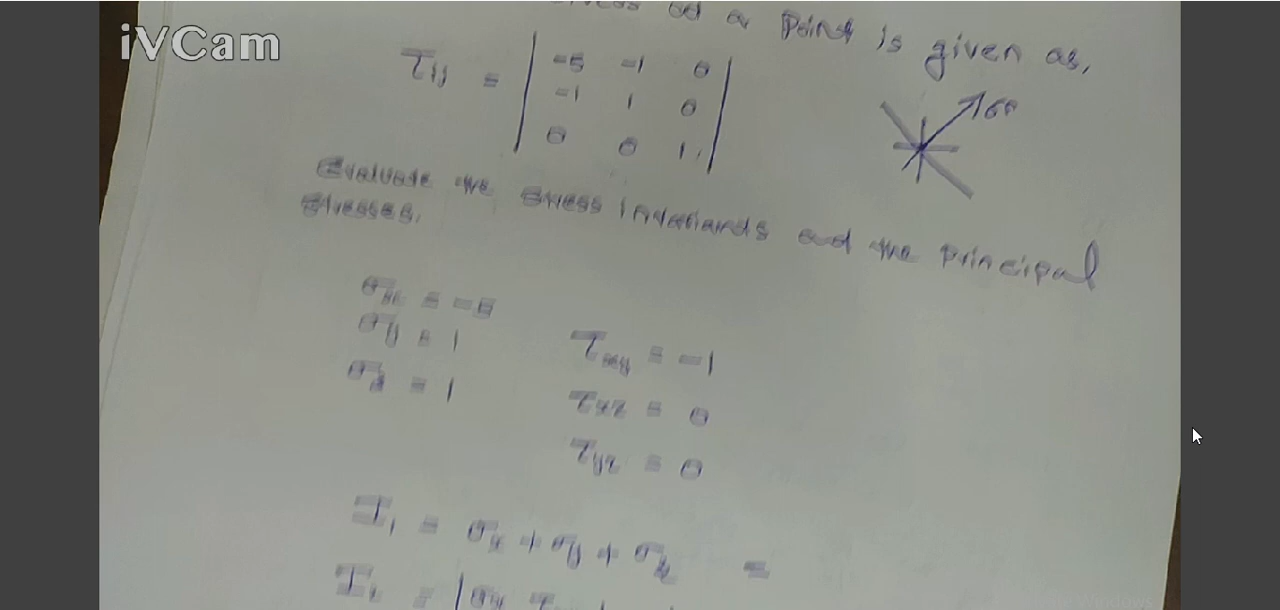 iVCam
at a point is given as,
τij = | -5 -1 0
-1 1 0
0 0 1 |
Evaluate the stress invariants and the principal
stresses.
σx = -5
σy = 1
σz = 1
τxy = -1
τxz = 0
τyz = 0
I1 = σx + σy + σz =